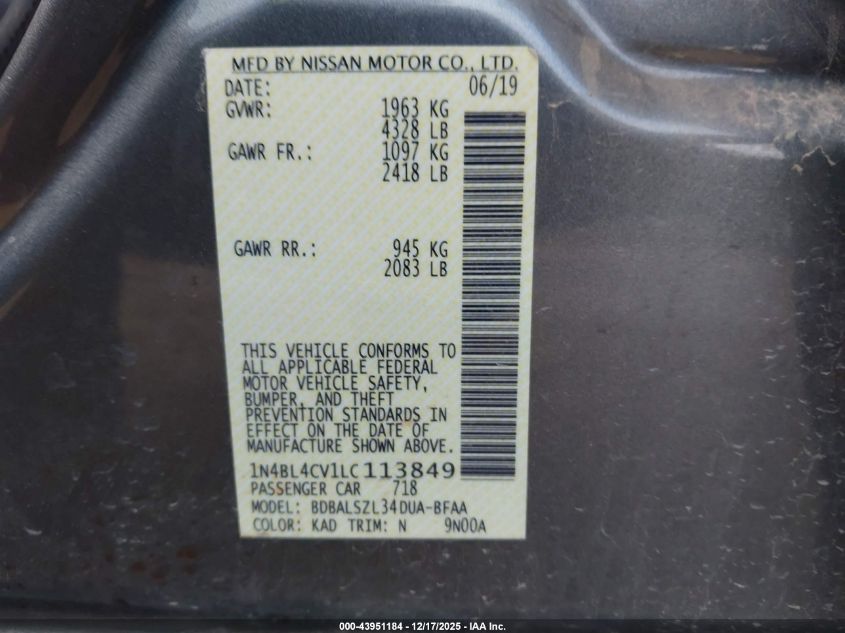 MFD BY NISSAN MOTOR CO., LTD.
DATE: 06/19
GVWR: 1963 KG
4328 LB
GAWR FR.: 1097 KG
2418 LB
GAWR RR.: 945 KG
2083 LB
THIS VEHICLE CONFORMS TO
ALL APPLICABLE FEDERAL
MOTOR VEHICLE SAFETY,
BUMPER, AND THEFT
PREVENTION STANDARDS IN
EFFECT ON THE DATE OF
MANUFACTURE SHOWN ABOVE.
1N4BL4CV1LC113849
PASSENGER CAR 718
MODEL: BDBALSZL34DUA-BFAA
COLOR: KAD TRIM: N 9N00A
000-43951184 - 12/17/2025 - IAA Inc.